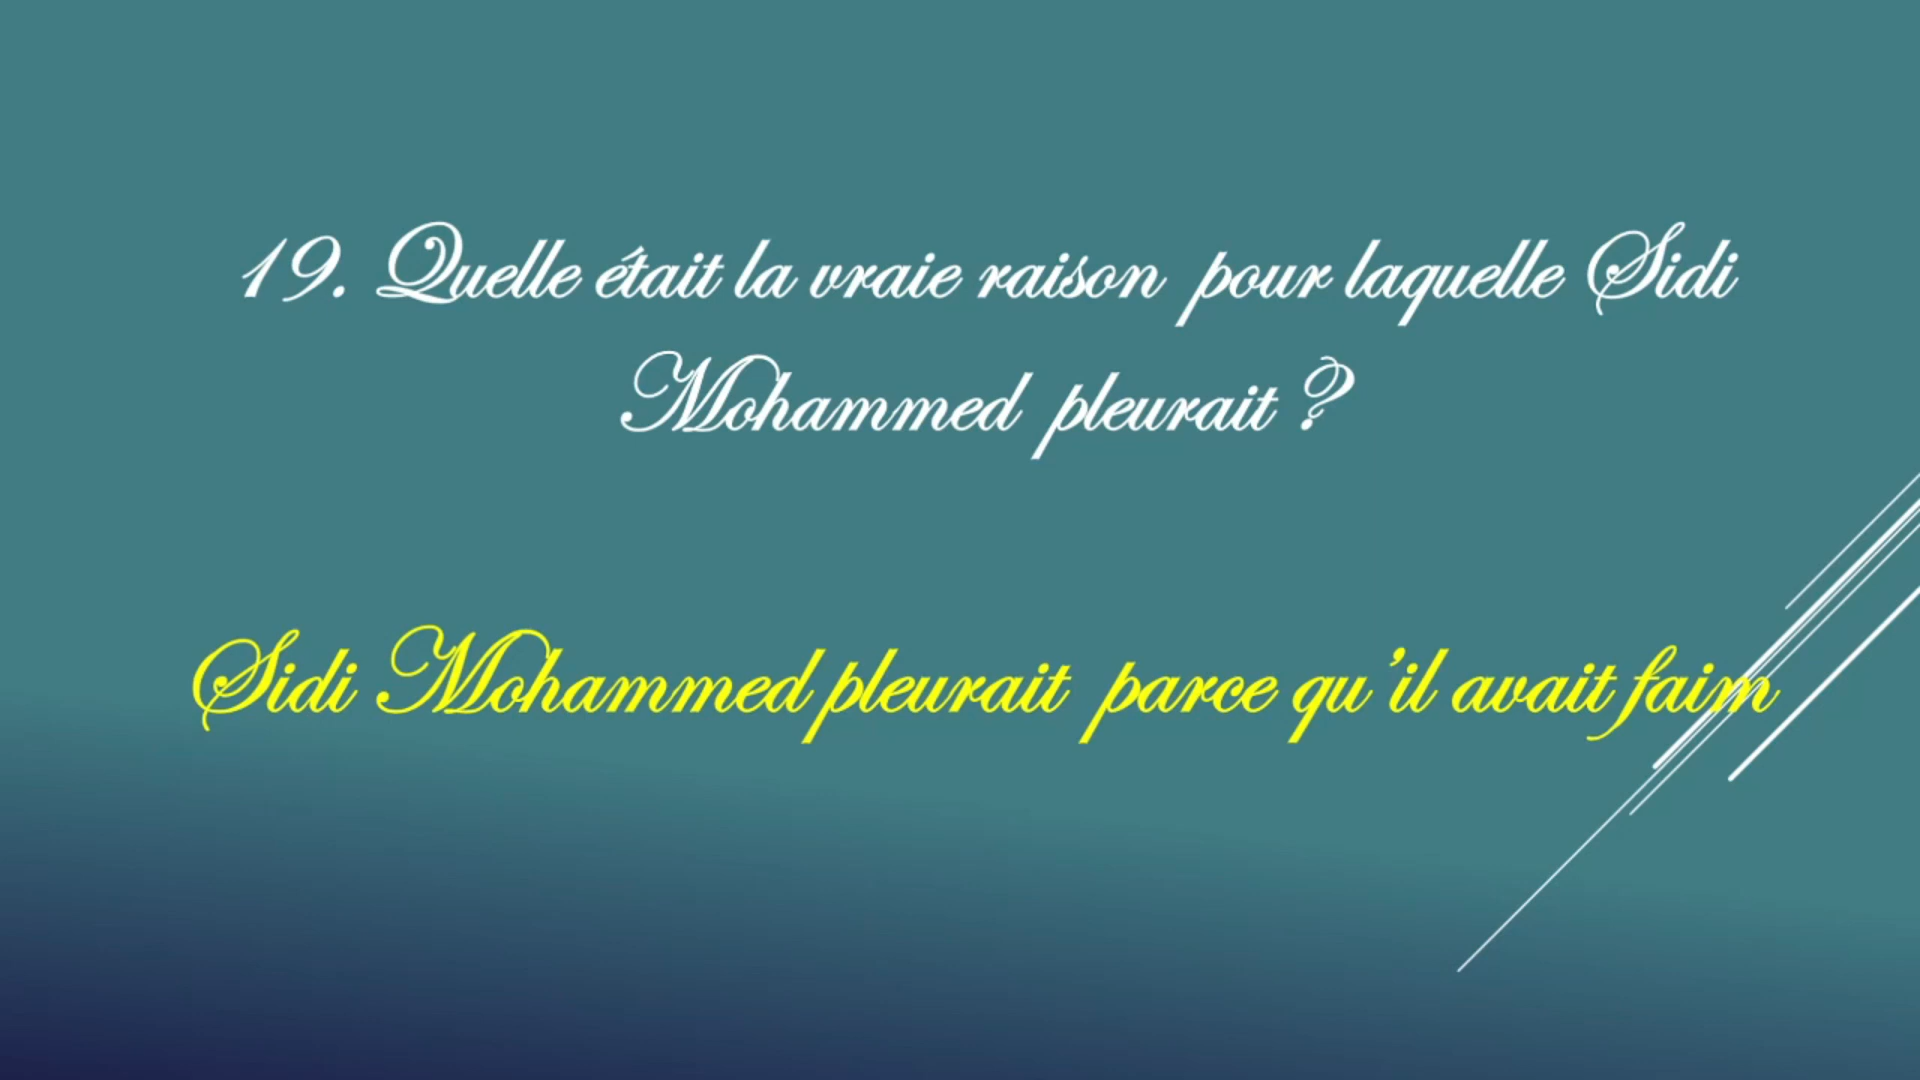 19. Quelle était la vraie raison pour laquelle Sidi
Mohammed pleurait ?
Sidi Mohammed pleurait parce qu'il avait faim